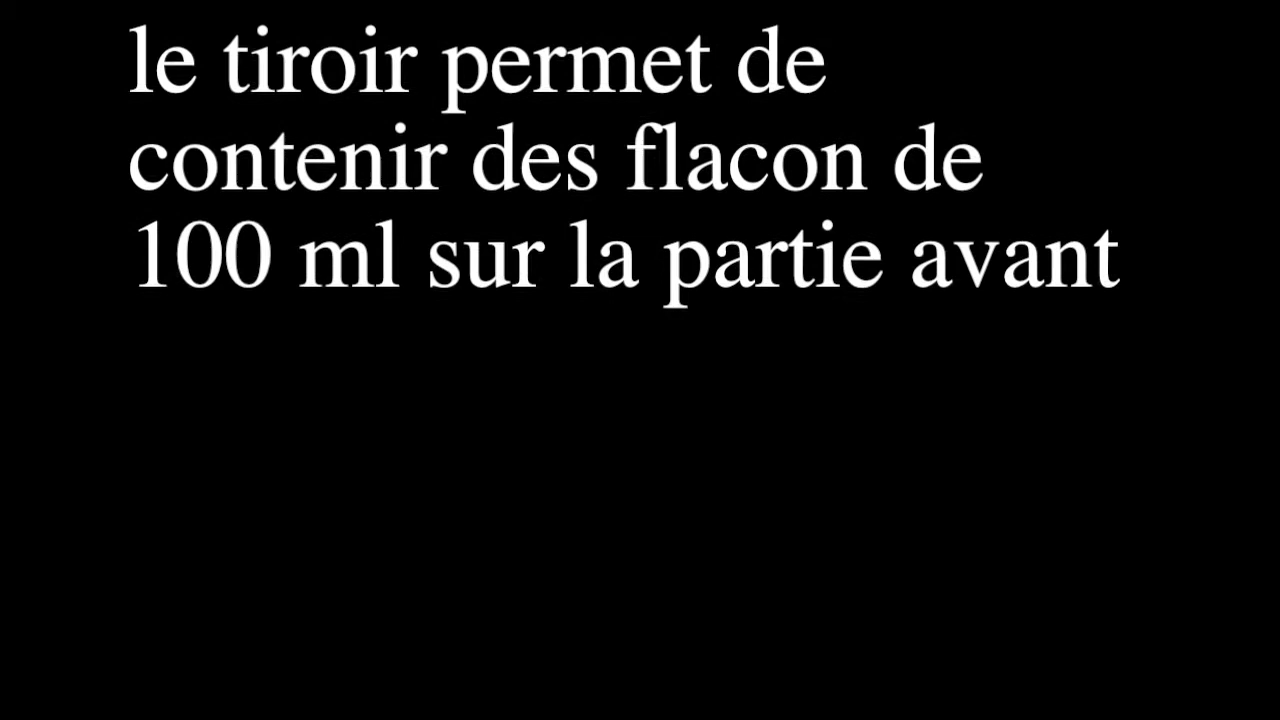 le tiroir permet de
contenir des flacon de
100 ml sur la partie avant